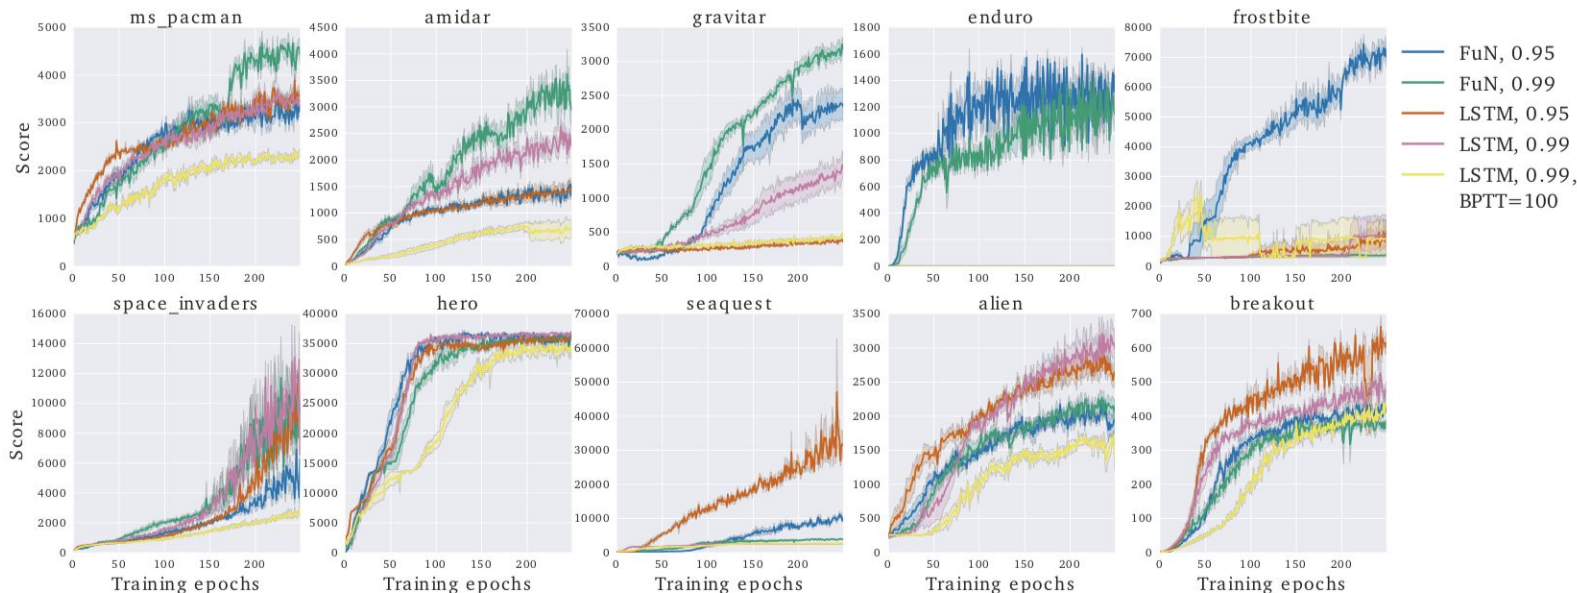 ms_pacman
amidar
gravitar
enduro
frostbite
Score
5000
4000
3000
2000
1000
0
0 50 100 150 200
4500
4000
3500
3000
2500
2000
1500
1000
500
0
0 50 100 150 200
3500
3000
2500
2000
1500
1000
500
0
0 50 100 150 200
1800
1600
1400
1200
1000
800
600
400
200
0
0 50 100 150 200
8000
7000
6000
5000
4000
3000
2000
1000
0
0 50 100 150 200
FuN, 0.95
FuN, 0.99
LSTM, 0.95
LSTM, 0.99
LSTM, 0.99,
BPTT=100
space_invaders
hero
seaquest
alien
breakout
Score
16000
14000
12000
10000
8000
6000
4000
2000
0
0 50 100 150 200
40000
35000
30000
25000
20000
15000
10000
5000
0
0 50 100 150 200
70000
60000
50000
40000
30000
20000
10000
0
0 50 100 150 200
3500
3000
2500
2000
1500
1000
500
0
0 50 100 150 200
700
600
500
400
300
200
100
0
0 50 100 150 200
Training epochs
Training epochs
Training epochs
Training epochs
Training epochs